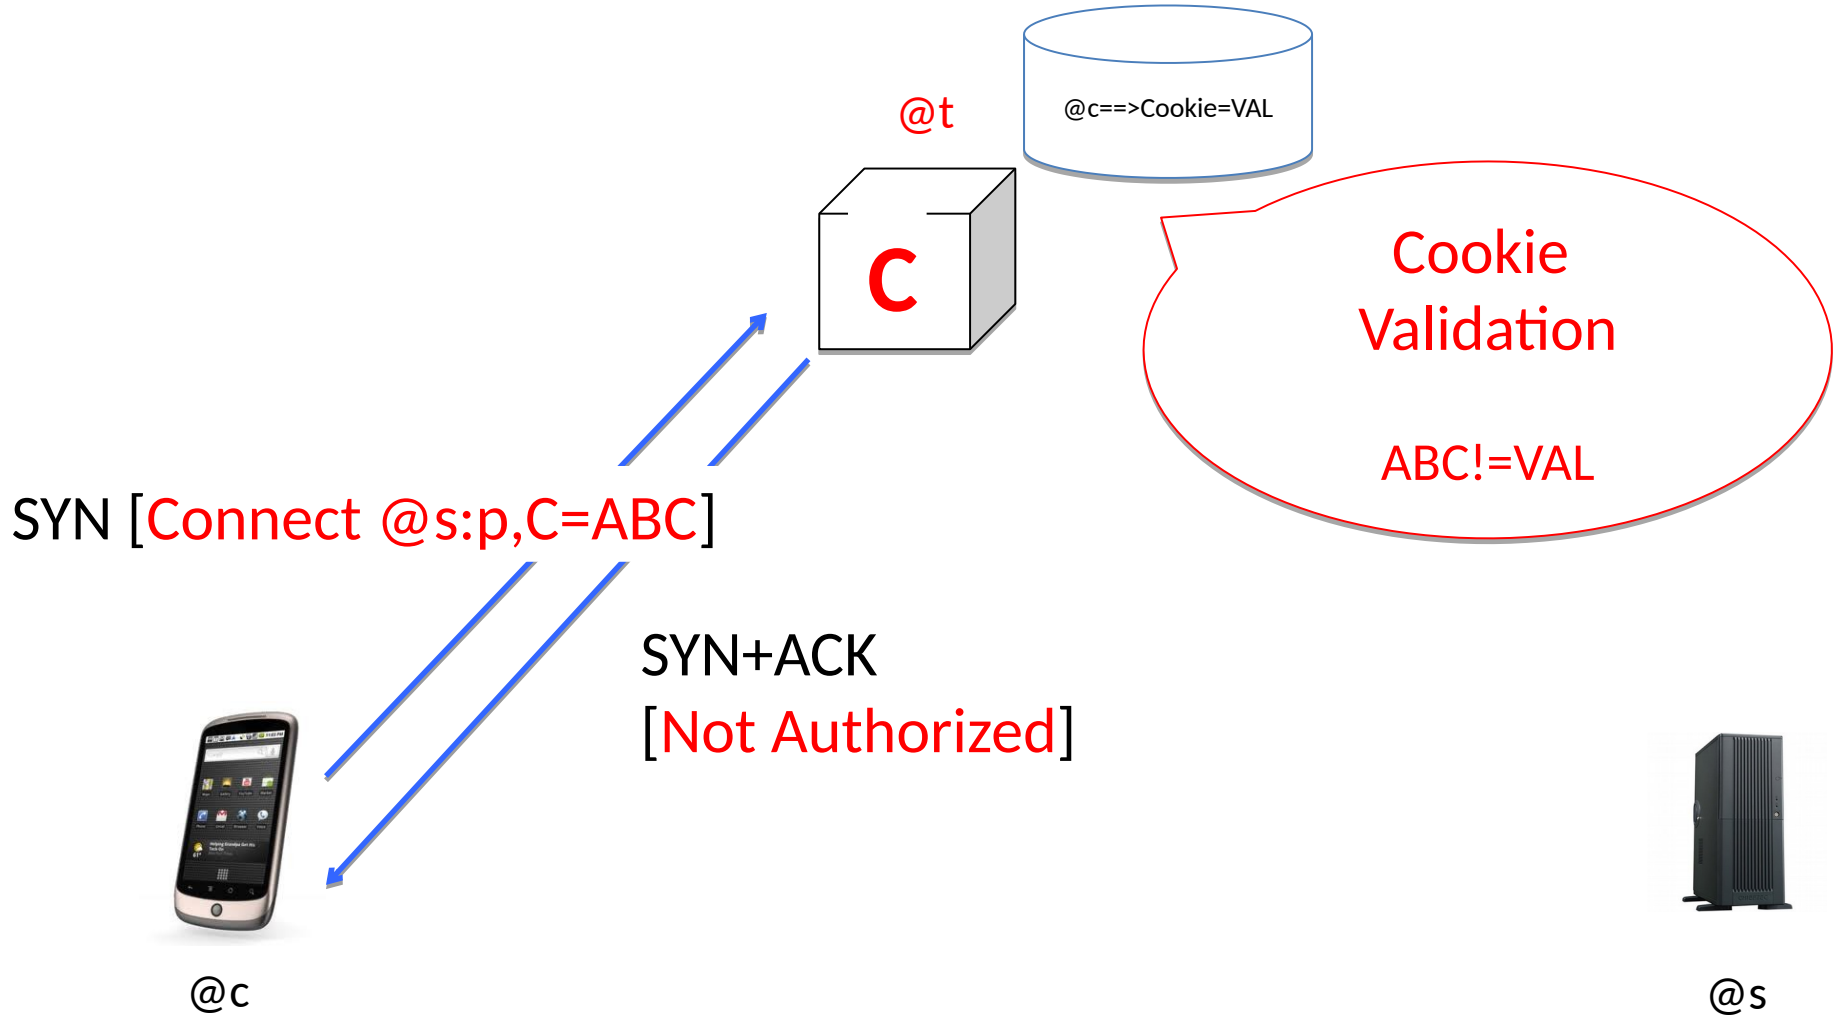 @c==>Cookie=VAL
@t
Cookie
Validation
C
ABC!=VAL
SYN [Connect @s:p,C=ABC]
SYN+ACK
[Not Authorized]
@c
@s